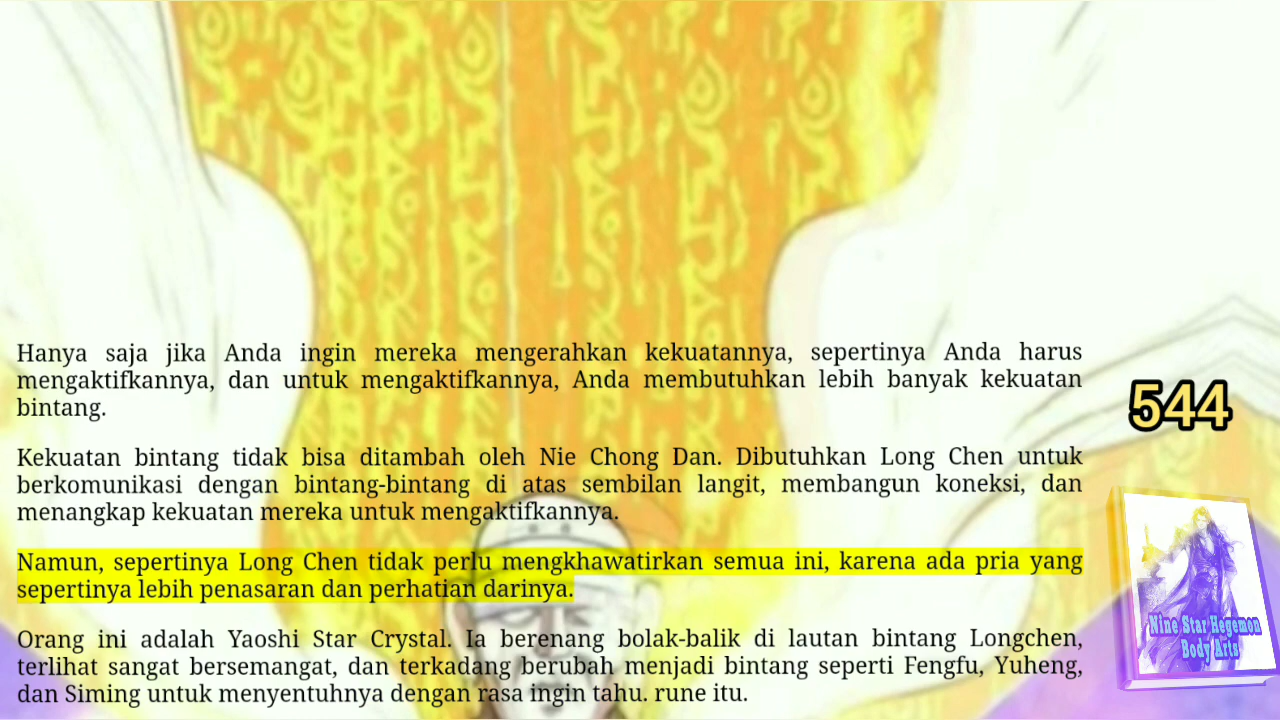 Hanya saja jika Anda ingin mereka mengerahkan kekuatannya, sepertinya Anda harus
mengaktifkannya, dan untuk mengaktifkannya, Anda membutuhkan lebih banyak kekuatan
bintang.
Kekuatan bintang tidak bisa ditambah oleh Nie Chong Dan. Dibutuhkan Long Chen untuk
berkomunikasi dengan bintang-bintang di atas sembilan langit, membangun koneksi, dan
menangkap kekuatan mereka untuk mengaktifkannya.
Namun, sepertinya Long Chen tidak perlu mengkhawatirkan semua ini, karena ada pria yang
sepertinya lebih penasaran dan perhatian darinya.
Orang ini adalah Yaoshi Star Crystal. Ia berenang bolak-balik di lautan bintang Longchen,
terlihat sangat bersemangat, dan terkadang berubah menjadi bintang seperti Fengfu, Yuheng,
dan Siming untuk menyentuhnya dengan rasa ingin tahu. rune itu.
544
Nine Star Hegemon
Body Arts